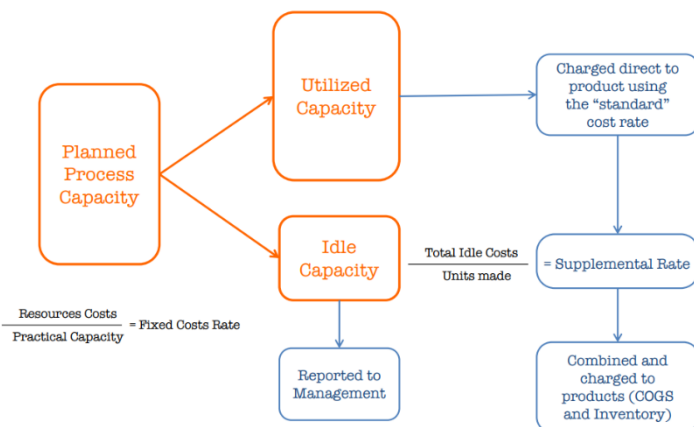 Utilized
Capacity
Charged direct to
product using
the “standard”
cost rate
Planned
Process
Capacity
Idle
Capacity
Total Idle Costs
Units made
= Supplemental Rate
Resources Costs
Practical Capacity
= Fixed Costs Rate
Reported to
Management
Combined and
charged to
products (COGS
and Inventory)